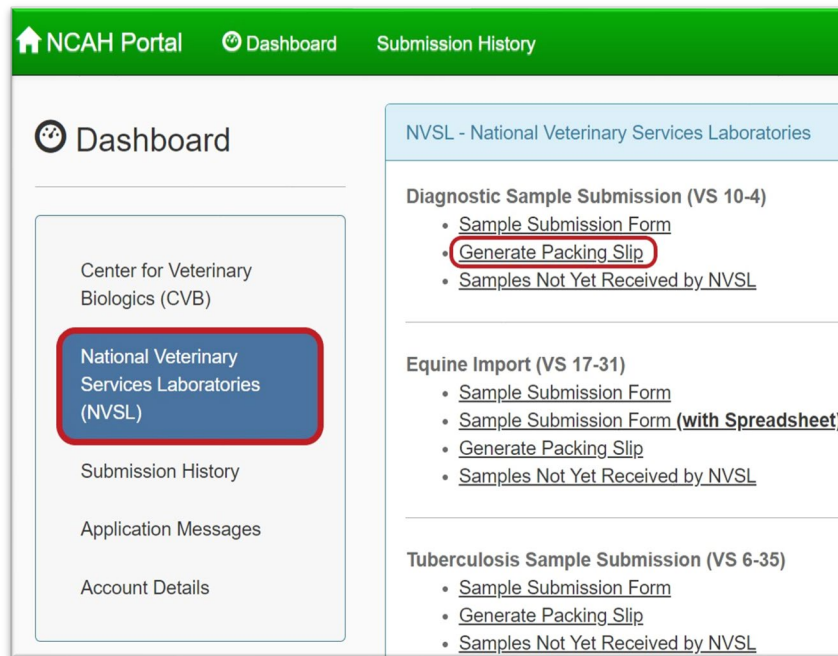 NCAH Portal Dashboard Submission History
Dashboard
Center for Veterinary
Biologics (CVB)
National Veterinary
Services Laboratories
(NVSL)
Submission History
Application Messages
Account Details
NVSL - National Veterinary Services Laboratories
Diagnostic Sample Submission (VS 10-4)
Sample Submission Form
Generate Packing Slip
Samples Not Yet Received by NVSL
Equine Import (VS 17-31)
Sample Submission Form
Sample Submission Form (with Spreadsheet)
Generate Packing Slip
Samples Not Yet Received by NVSL
Tuberculosis Sample Submission (VS 6-35)
Sample Submission Form
Generate Packing Slip
Samples Not Yet Received by NVSL